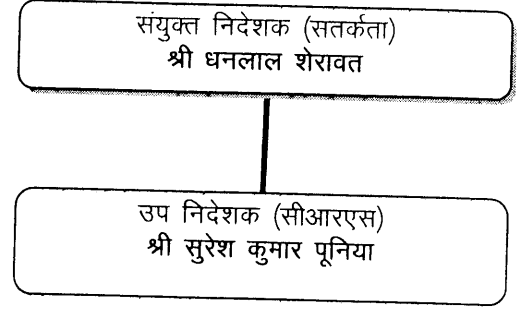 संयुक्त निदेशक (सतर्कता)
श्री धनलाल शेरावत
उप निदेशक (सीआरएस)
श्री सुरेश कुमार पूनिया